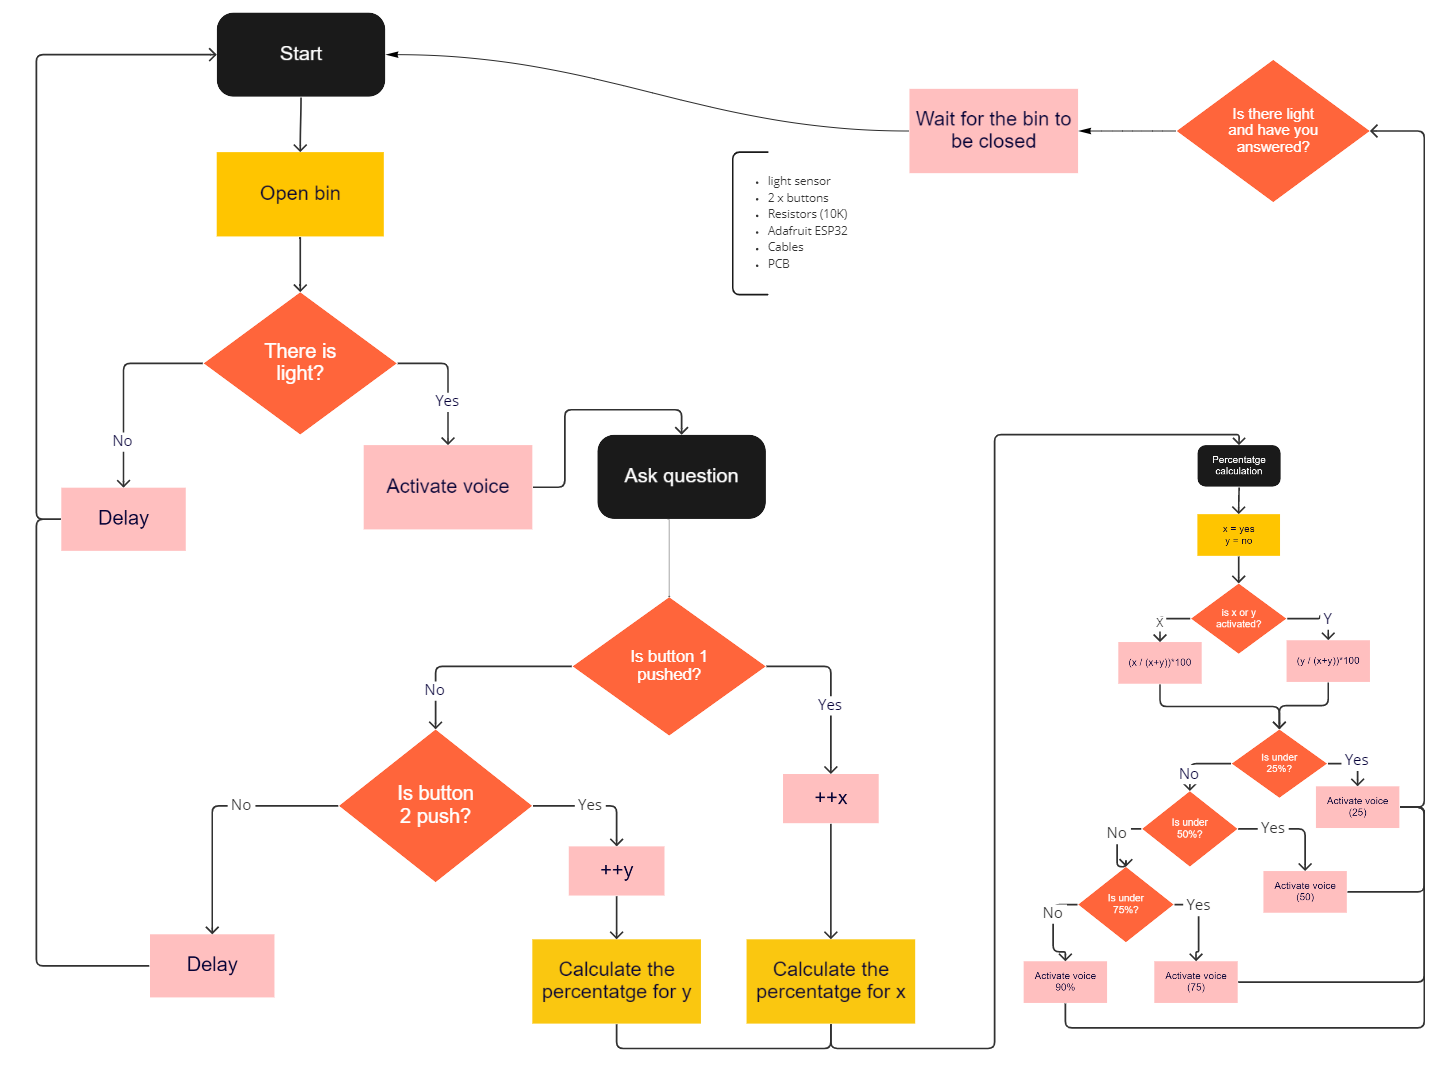 Start
Open bin
There is
light?
No
Yes
Delay
Activate voice
Ask question
Is button 1
pushed?
No
Yes
Is button
2 push?
No
Yes
++x
++y
Delay
Calculate the
percentatge for y
Calculate the
percentatge for x
Wait for the bin to
be closed
Is there light
and have you
answered?
• light sensor
• 2 x buttons
• Resistors (10K)
• Adafruit ESP32
• Cables
• PCB
Percentatge
calculation
x = yes
y = no
is x or y
activated?
X
Y
(x / (x+y))*100
(y / (x+y))*100
Is under
25%?
No
Yes
Activate voice
(25)
Is under
50%?
No
Yes
Activate voice
(50)
Is under
75%?
No
Yes
Activate voice
90%
Activate voice
(75)